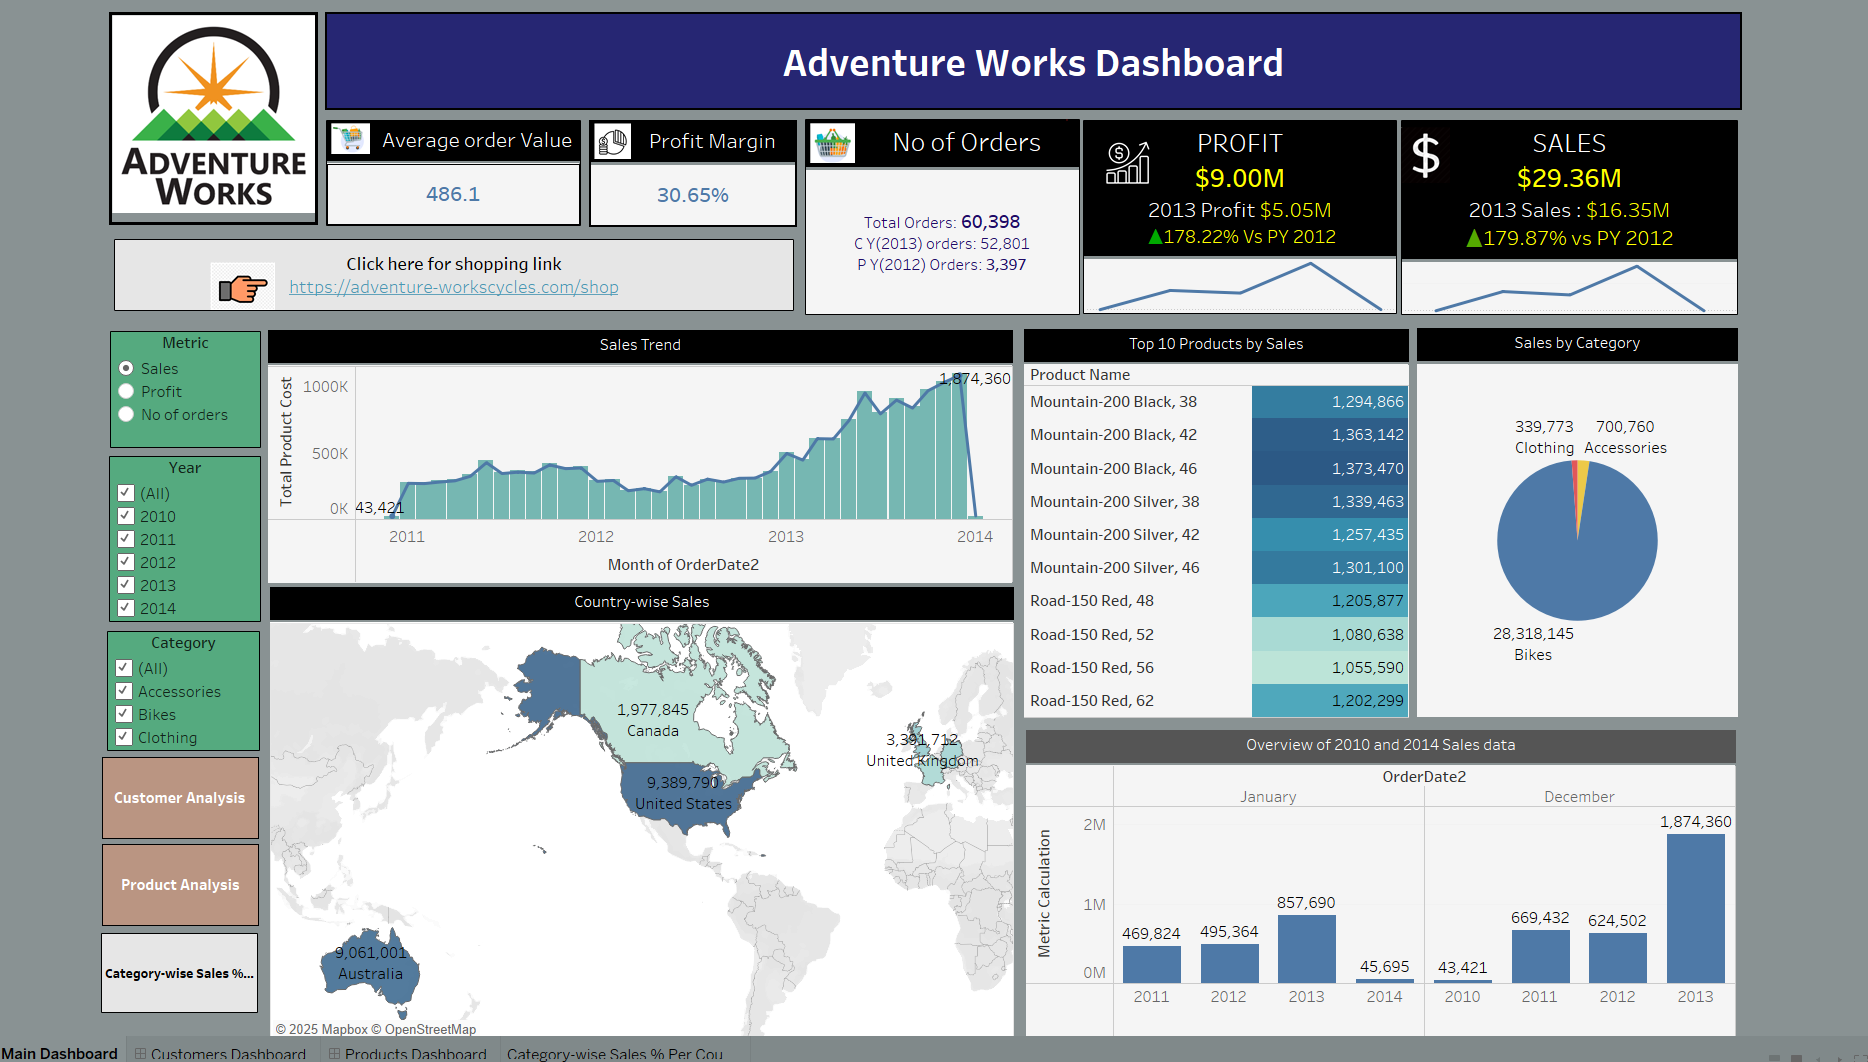 Adventure Works Dashboard
ADVENTURE
WORKS
Average order Value
486.1
Profit Margin
30.65%
No of Orders
Total Orders: 60,398
C Y(2013) orders: 52,801
P Y(2012) Orders: 3,397
PROFIT
$9.00M
2013 Profit $5.05M
▲178.22% Vs PY 2012
SALES
$29.36M
2013 Sales : $16.35M
▲179.87% vs PY 2012
Click here for shopping link
https://adventure-workscycles.com/shop
Metric
Sales
Profit
No of orders
Year
(All)
2010
2011
2012
2013
2014
Category
(All)
Accessories
Bikes
Clothing
Customer Analysis
Product Analysis
Category-wise Sales %...
Sales Trend
Total Product Cost
1000K
500K
0K
43,421
1,874,360
2011
2012
2013
2014
Month of OrderDate2
Country-wise Sales
1,977,845
Canada
3,391,712
United Kingdom
9,389,790
United States
9,061,001
Australia
© 2025 Mapbox © OpenStreetMap
Top 10 Products by Sales
Product Name
Mountain-200 Black, 38 1,294,866
Mountain-200 Black, 42 1,363,142
Mountain-200 Black, 46 1,373,470
Mountain-200 Silver, 38 1,339,463
Mountain-200 Silver, 42 1,257,435
Mountain-200 Silver, 46 1,301,100
Road-150 Red, 48 1,205,877
Road-150 Red, 52 1,080,638
Road-150 Red, 56 1,055,590
Road-150 Red, 62 1,202,299
Sales by Category
339,773
Clothing
700,760
Accessories
28,318,145
Bikes
Overview of 2010 and 2014 Sales data
OrderDate2
January
December
Metric Calculation
2M
1M
0M
469,824
495,364
857,690
45,695
43,421
669,432
624,502
1,874,360
2011
2012
2013
2014
2010
2011
2012
2013
Main Dashboard
Customers Dashboard
Products Dashboard
Category-wise Sales % Per Cou